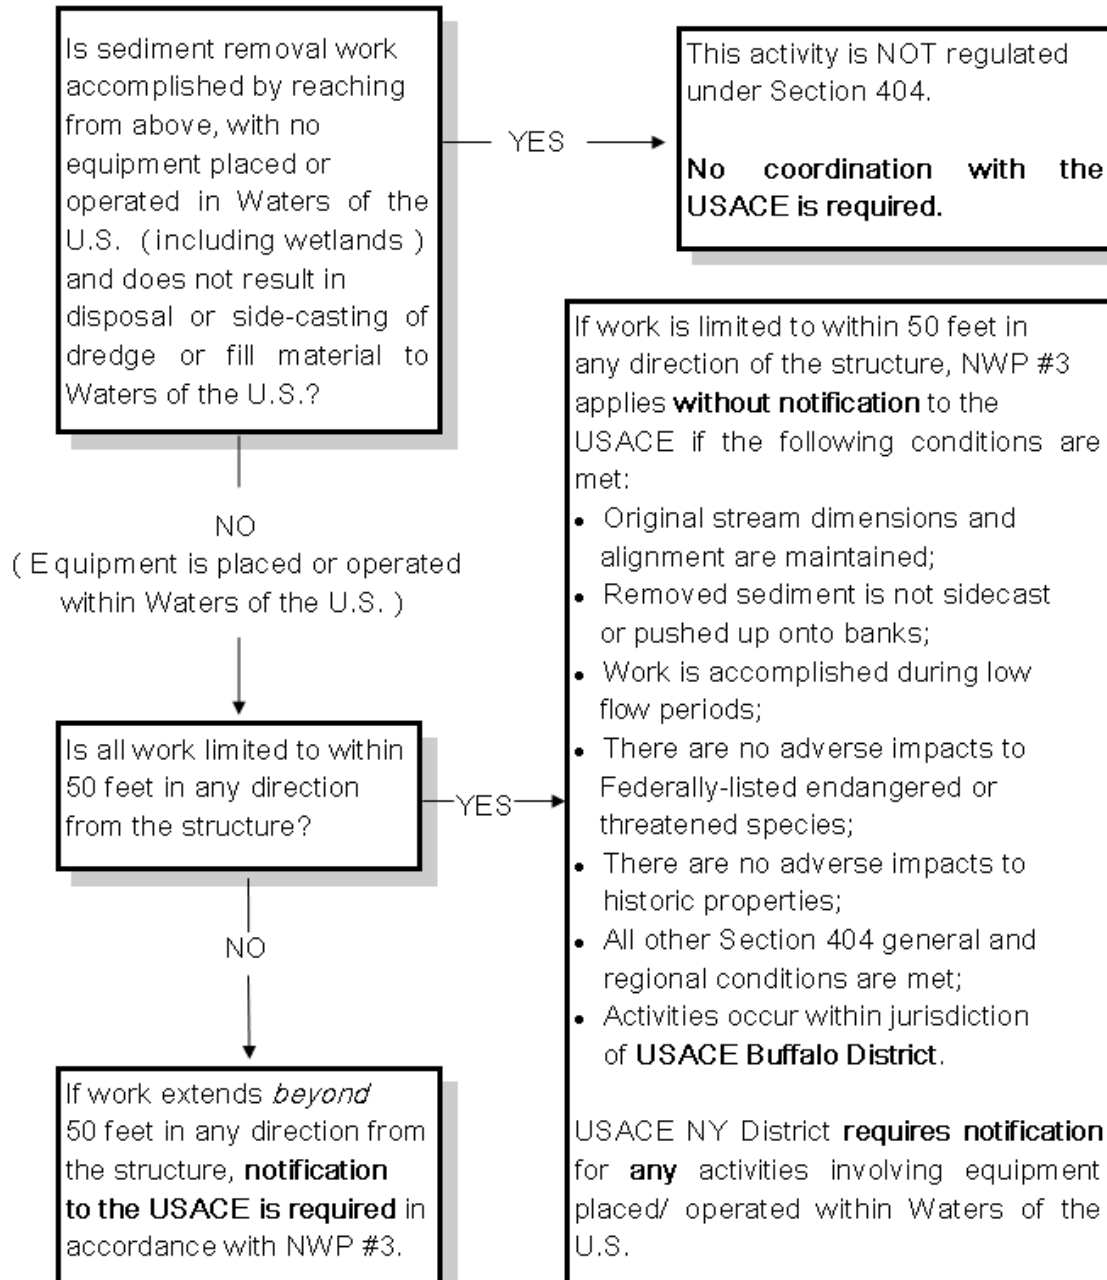 Is sediment removal work
accomplished by reaching
from above, with no
equipment placed or
operated in Waters of the
U.S. ( including wetlands )
and does not result in
disposal or side-casting of
dredge or fill material to
Waters of the U.S.?
YES
This activity is NOT regulated
under Section 404.
No coordination with the
USACE is required.
NO
( Equipment is placed or operated
within Waters of the U.S. )
Is all work limited to within
50 feet in any direction
from the structure?
YES
If work is limited to within 50 feet in
any direction of the structure, NWP #3
applies without notification to the
USACE if the following conditions are
met:
• Original stream dimensions and
alignment are maintained;
• Removed sediment is not sidecast
or pushed up onto banks;
• Work is accomplished during low
flow periods;
• There are no adverse impacts to
Federally-listed endangered or
threatened species;
• There are no adverse impacts to
historic properties;
• All other Section 404 general and
regional conditions are met;
• Activities occur within jurisdiction
of USACE Buffalo District.
USACE NY District requires notification
for any activities involving equipment
placed/ operated within Waters of the
U.S.
NO
If work extends beyond
50 feet in any direction from
the structure, notification
to the USACE is required in
accordance with NWP #3.